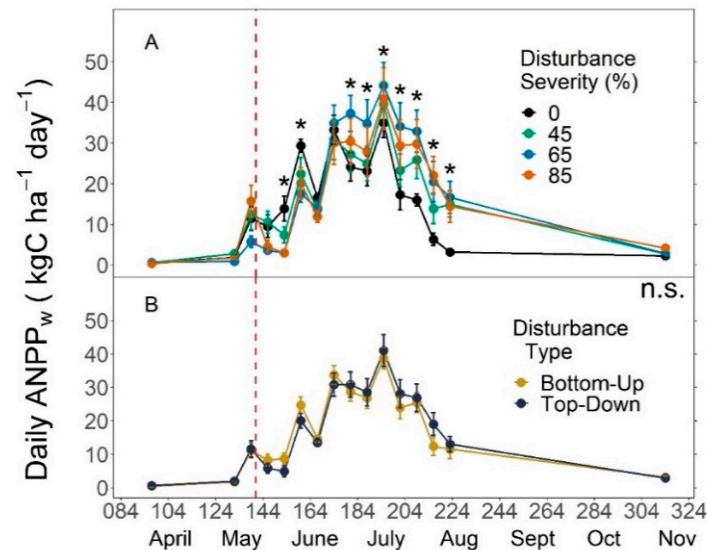 A
Disturbance
Severity (%)
0
45
65
85
50
40
30
20
10
0
* * * * * * * * *
Daily ANPPw ( kgC ha⁻¹ day⁻¹)
n.s.
B
Disturbance
Type
Bottom-Up
Top-Down
50
40
30
20
10
0
084 104 124 144 164 184 204 224 244 264 284 304 324
April May June July Aug Sept Oct Nov